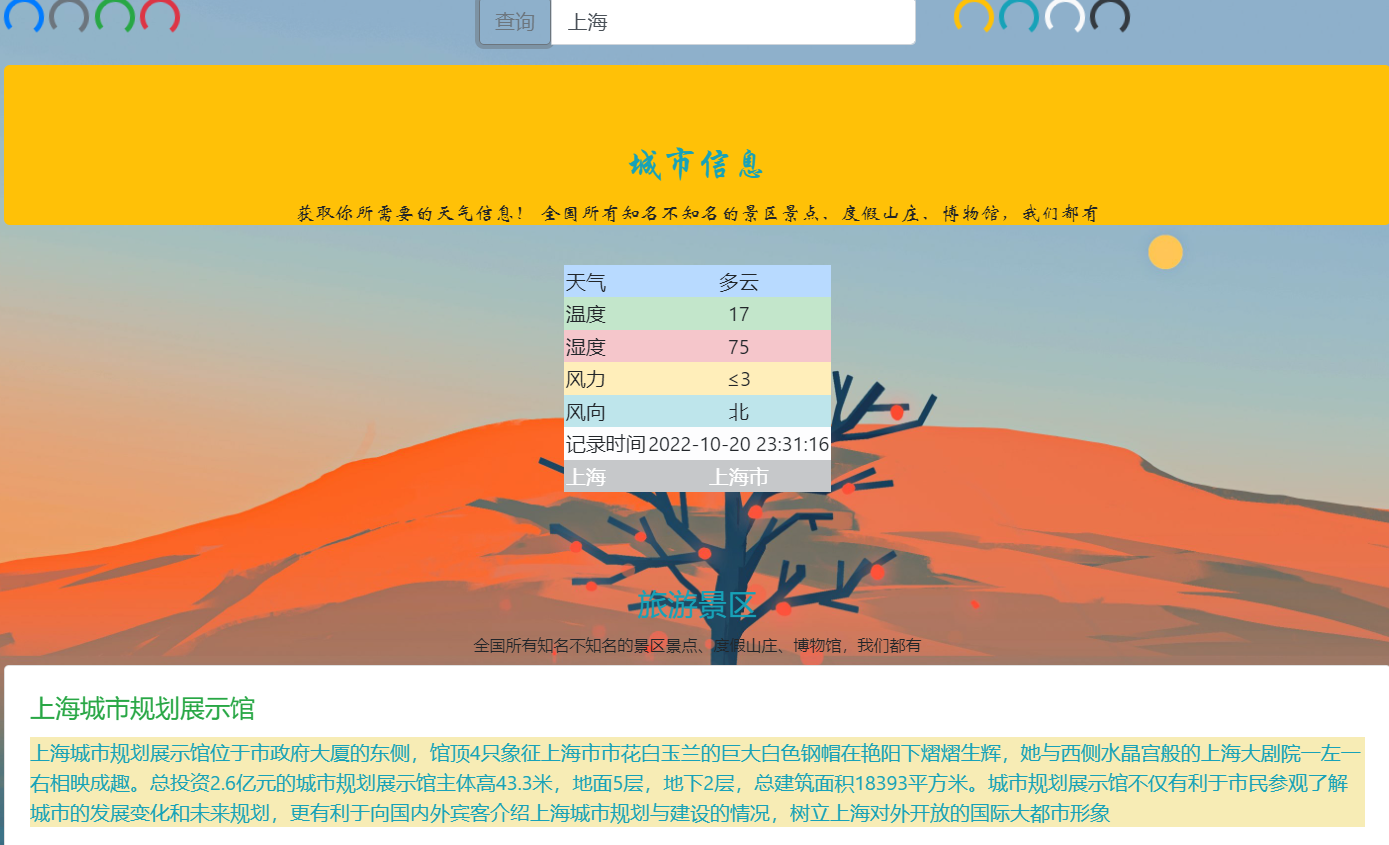 查询 上海
城市信息
获取你所需要的天气信息！ 全国所有知名不知名的景区景点、度假山庄、博物馆，我们都有
天气 多云
温度 17
湿度 75
风力 ≤3
风向 北
记录时间 2022-10-20 23:31:16
上海 上海市
旅游景区
全国所有知名不知名的景区景点、度假山庄、博物馆，我们都有
上海城市规划展示馆
上海城市规划展示馆位于市政府大厦的东侧，馆顶4只象征上海市市花白玉兰的巨大白色钢帽在艳阳下熠熠生辉，她与西侧水晶宫般的上海大剧院一左一
右相映成趣。总投资2.6亿元的城市规划展示馆主体高43.3米，地面5层，地下2层，总建筑面积18393平方米。城市规划展示馆不仅有利于市民参观了解
城市的发展变化和未来规划，更有利于向国内外宾客介绍上海城市规划与建设的情况，树立上海对外开放的国际大都市形象